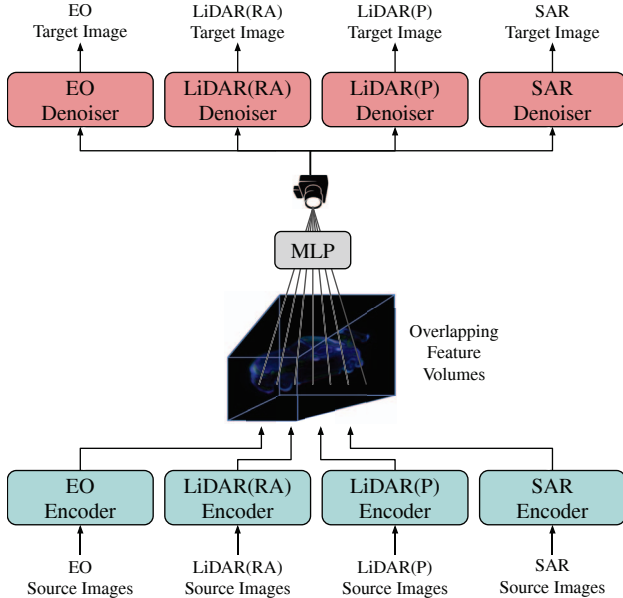 EO
Target Image
LiDAR(RA)
Target Image
LiDAR(P)
Target Image
SAR
Target Image
EO
Denoiser
LiDAR(RA)
Denoiser
LiDAR(P)
Denoiser
SAR
Denoiser
MLP
Overlapping
Feature
Volumes
EO
Encoder
LiDAR(RA)
Encoder
LiDAR(P)
Encoder
SAR
Encoder
EO
Source Images
LiDAR(RA)
Source Images
LiDAR(P)
Source Images
SAR
Source Images